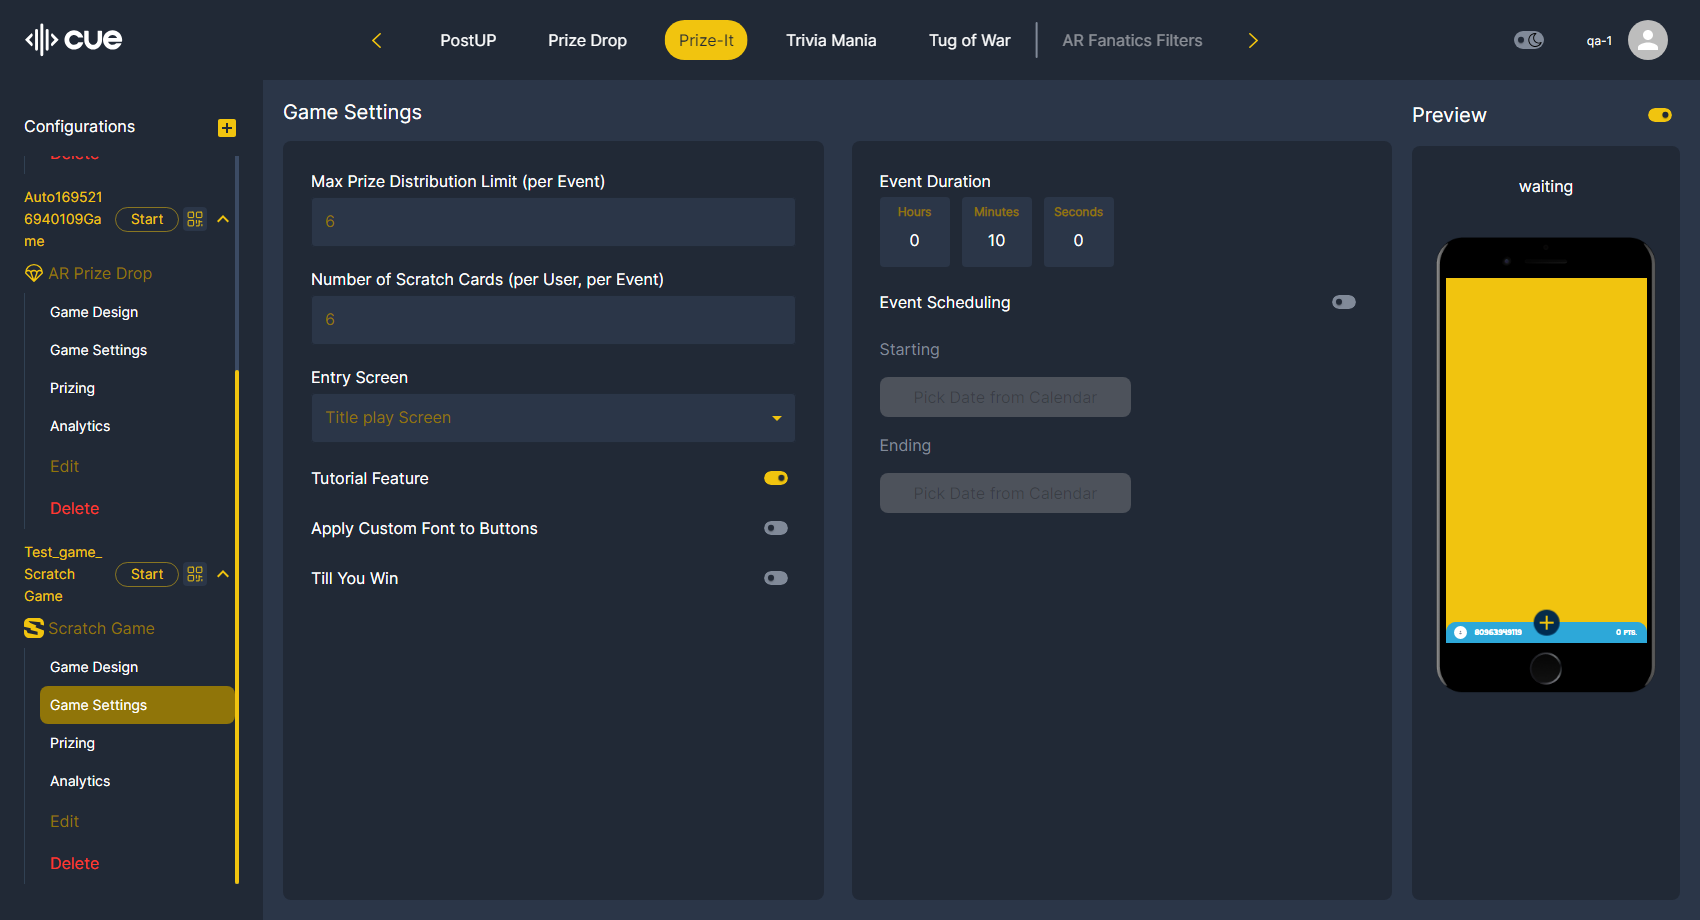 cue
PostUP
Prize Drop
Prize-It
Trivia Mania
Tug of War
AR Fanatics Filters
qa-1
Configurations
Delete
Auto169521
6940109Ga
me
Start
AR Prize Drop
Game Design
Game Settings
Prizing
Analytics
Edit
Delete
Test_game_
Scratch
Game
Start
Scratch Game
Game Design
Game Settings
Prizing
Analytics
Edit
Delete
Game Settings
Max Prize Distribution Limit (per Event)
6
Number of Scratch Cards (per User, per Event)
6
Entry Screen
Title play Screen
Tutorial Feature
Apply Custom Font to Buttons
Till You Win
Event Duration
Hours
0
Minutes
10
Seconds
0
Event Scheduling
Starting
Pick Date from Calendar
Ending
Pick Date from Calendar
Preview
waiting
80963949119
0 PTS.